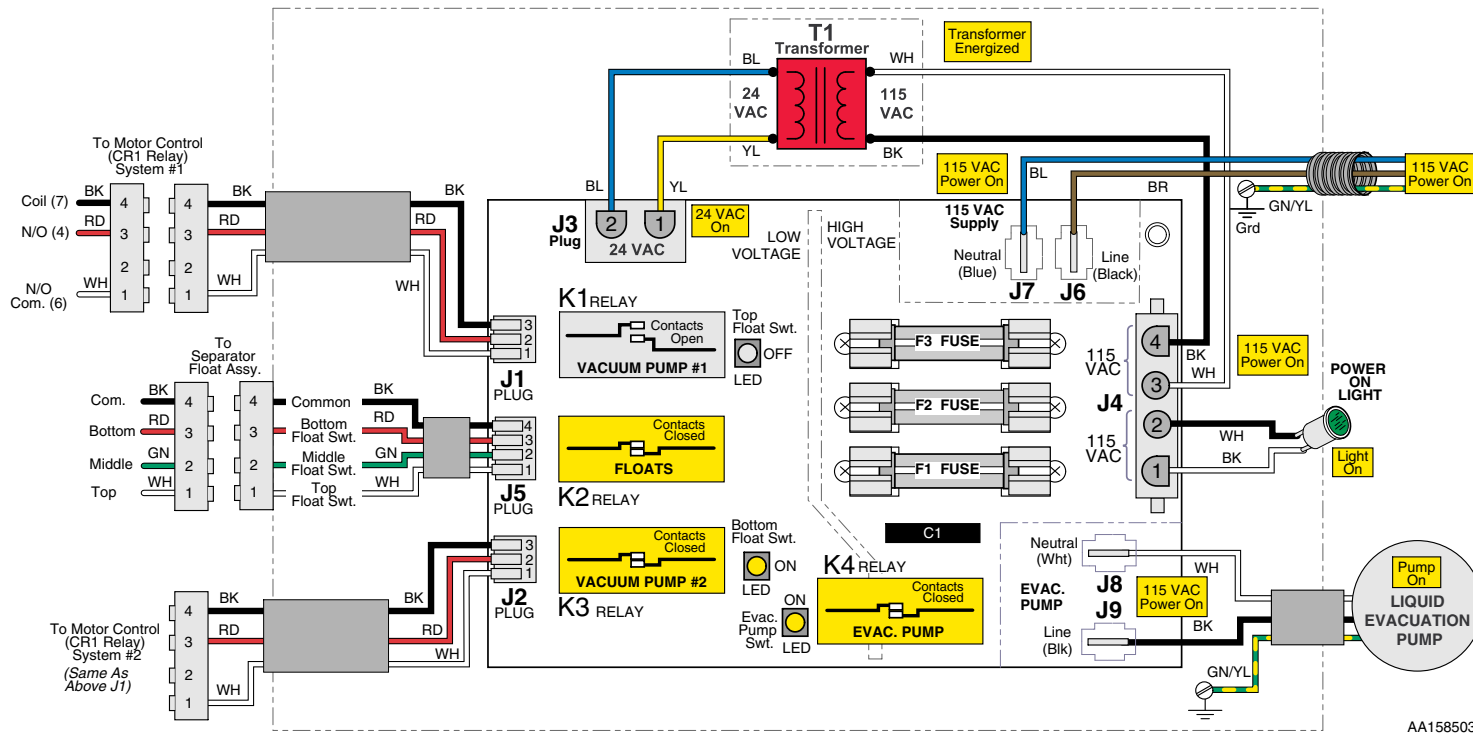 T1
Transformer
Transformer
Energized
BL
WH
24
VAC
115
VAC
YL
BK
To Motor Control
(CR1 Relay)
System #1
BK
4
4
BK
BK
Coil (7)
RD
3
3
RD
RD
N/O (4)
2
2
WH
1
1
WH
WH
N/O
Com. (6)
BL
YL
J3
Plug
2
1
24 VAC
24 VAC
On
LOW
VOLTAGE
HIGH
VOLTAGE
115 VAC
Power On
BL
BR
115 VAC
Supply
Neutral
(Blue)
Line
(Black)
J7
J6
GN/YL
Grd
115 VAC
Power On
3
2
1
J1
PLUG
K1 RELAY
Contacts
Open
VACUUM PUMP #1
Top
Float Swt.
OFF
LED
F3 FUSE
F2 FUSE
F1 FUSE
4
115
VAC
BK
WH
3
J4
2
115
VAC
WH
BK
1
115 VAC
Power On
POWER
ON
LIGHT
Light
On
To
Separator
Float Assy.
Com.
BK
4
4
BK
Common
BK
Bottom
RD
3
3
Bottom
Float Swt.
RD
Middle
GN
2
2
Middle
Float Swt.
GN
Top
WH
1
1
Top
Float Swt.
WH
4
3
2
1
J5
PLUG
Contacts
Closed
FLOATS
K2 RELAY
Contacts
Closed
VACUUM PUMP #2
K3 RELAY
3
2
1
J2
PLUG
Bottom
Float Swt.
ON
LED
ON
Evac.
Pump
Swt.
LED
K4 RELAY
Contacts
Closed
EVAC. PUMP
C1
Neutral
(Wht)
J8
WH
EVAC.
PUMP
J9
115 VAC
Power On
Line
(Blk)
BK
GN/YL
Pump
On
LIQUID
EVACUATION
PUMP
To Motor Control
(CR1 Relay)
System #2
(Same As
Above J1)
4
BK
BK
3
RD
RD
2
WH
1
WH
AA158503